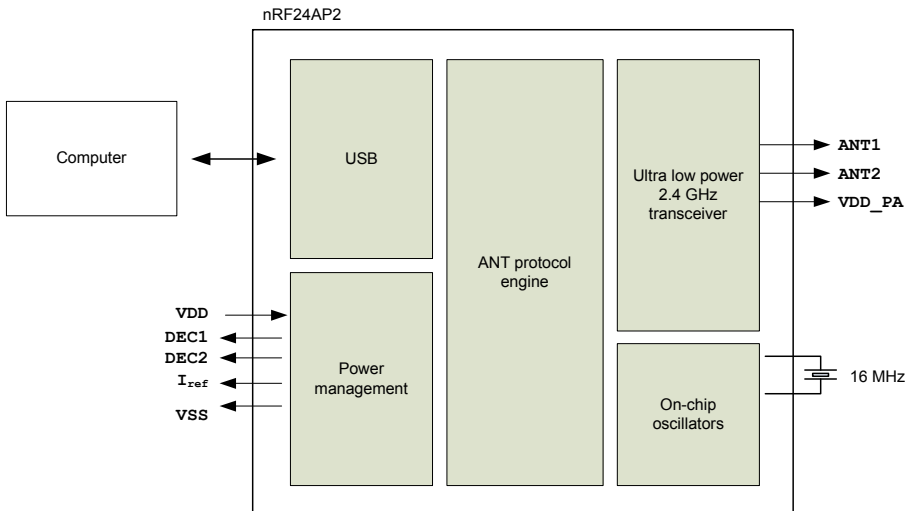 nRF24AP2
Computer
USB
ANT protocol
engine
Ultra low power
2.4 GHz
transceiver
ANT1
ANT2
VDD_PA
VDD
DEC1
DEC2
Iref
VSS
Power
management
On-chip
oscillators
16 MHz